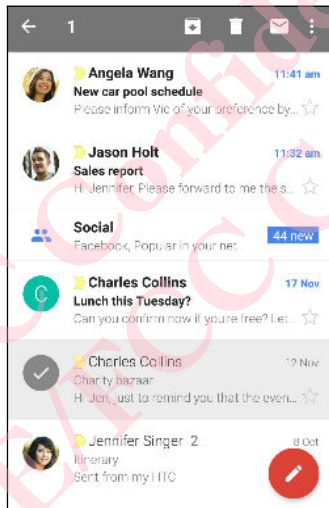 1
Angela Wang 11:41 am
New car pool schedule
Please inform Vic of your preference by...
Jason Holt 11:32 am
Sales report
Hi Jennifer, Please forward to me the s...
Social
Facebook, Popular in your net... 44 new
C Charles Collins 17 Nov
Lunch this Tuesday?
Can you confirm now if you're free? Let...
Charles Collins 12 Nov
Charity bazaar
Hi Jen, just to remind you that the even...
Jennifer Singer 2 8 Oct
Itinerary
Sent from my HTC